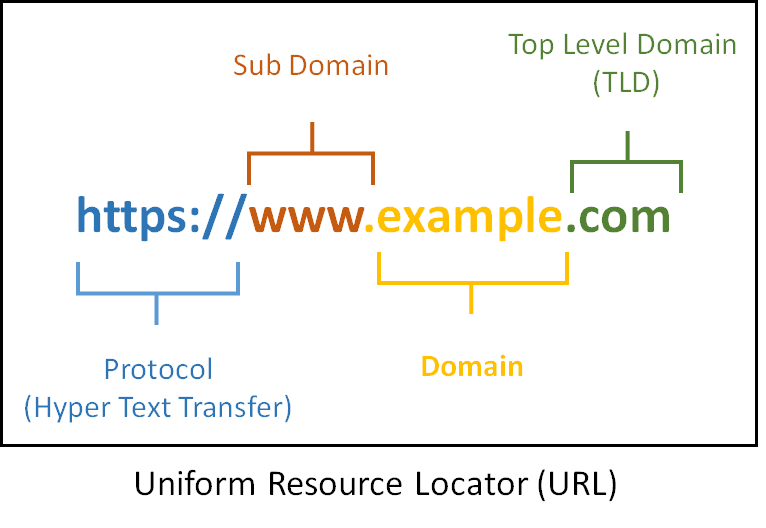 Top Level Domain
(TLD)
Sub Domain
https://www.example.com
Protocol
(Hyper Text Transfer)
Domain
Uniform Resource Locator (URL)